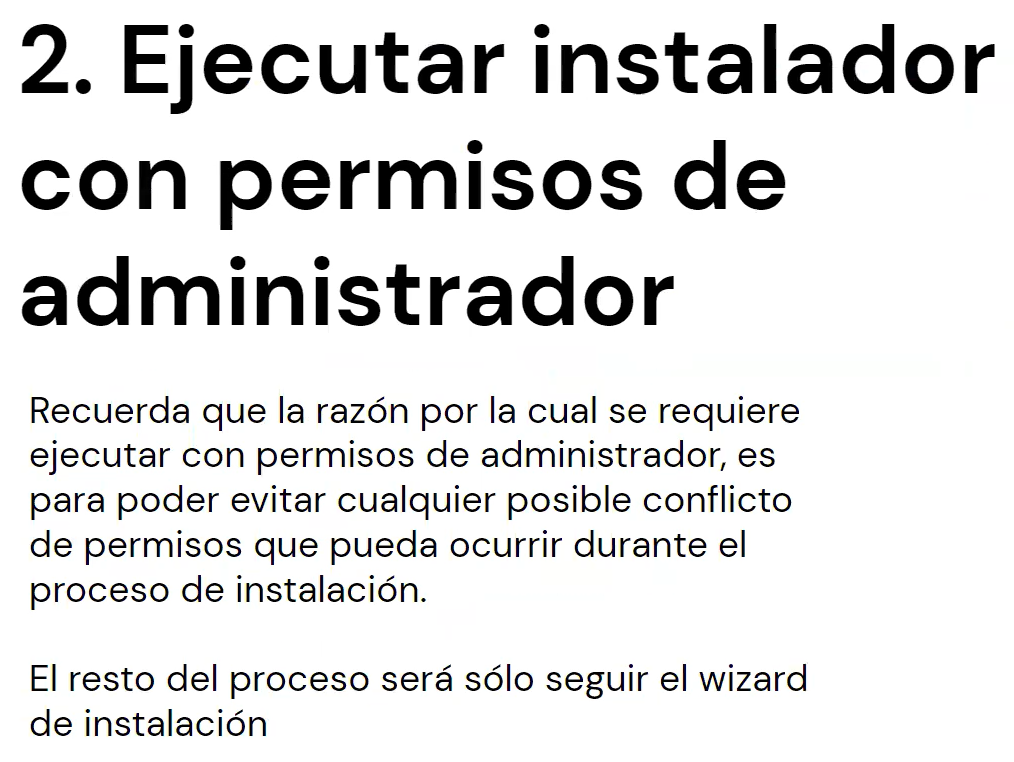 2. Ejecutar instalador
con permisos de
administrador
Recuerda que la razón por la cual se requiere
ejecutar con permisos de administrador, es
para poder evitar cualquier posible conflicto
de permisos que pueda ocurrir durante el
proceso de instalación.
El resto del proceso será sólo seguir el wizard
de instalación